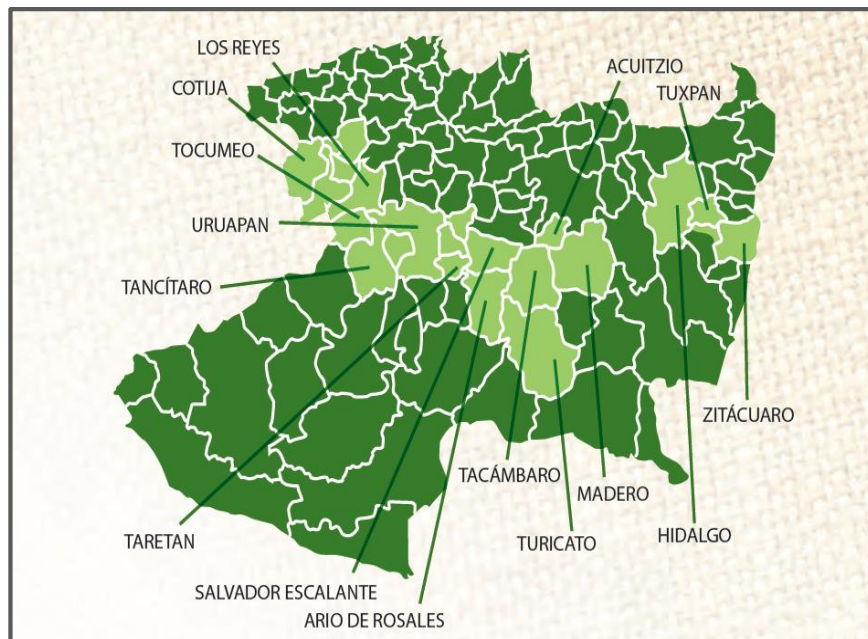 LOS REYES
ACUITZIO
COTIJA
TUXPAN
TOCUMEO
URUAPAN
TANCÍTARO
ZITÁCUARO
TACÁMBARO
MADERO
HIDALGO
TARETAN
TURICATO
SALVADOR ESCALANTE
ARIO DE ROSALES